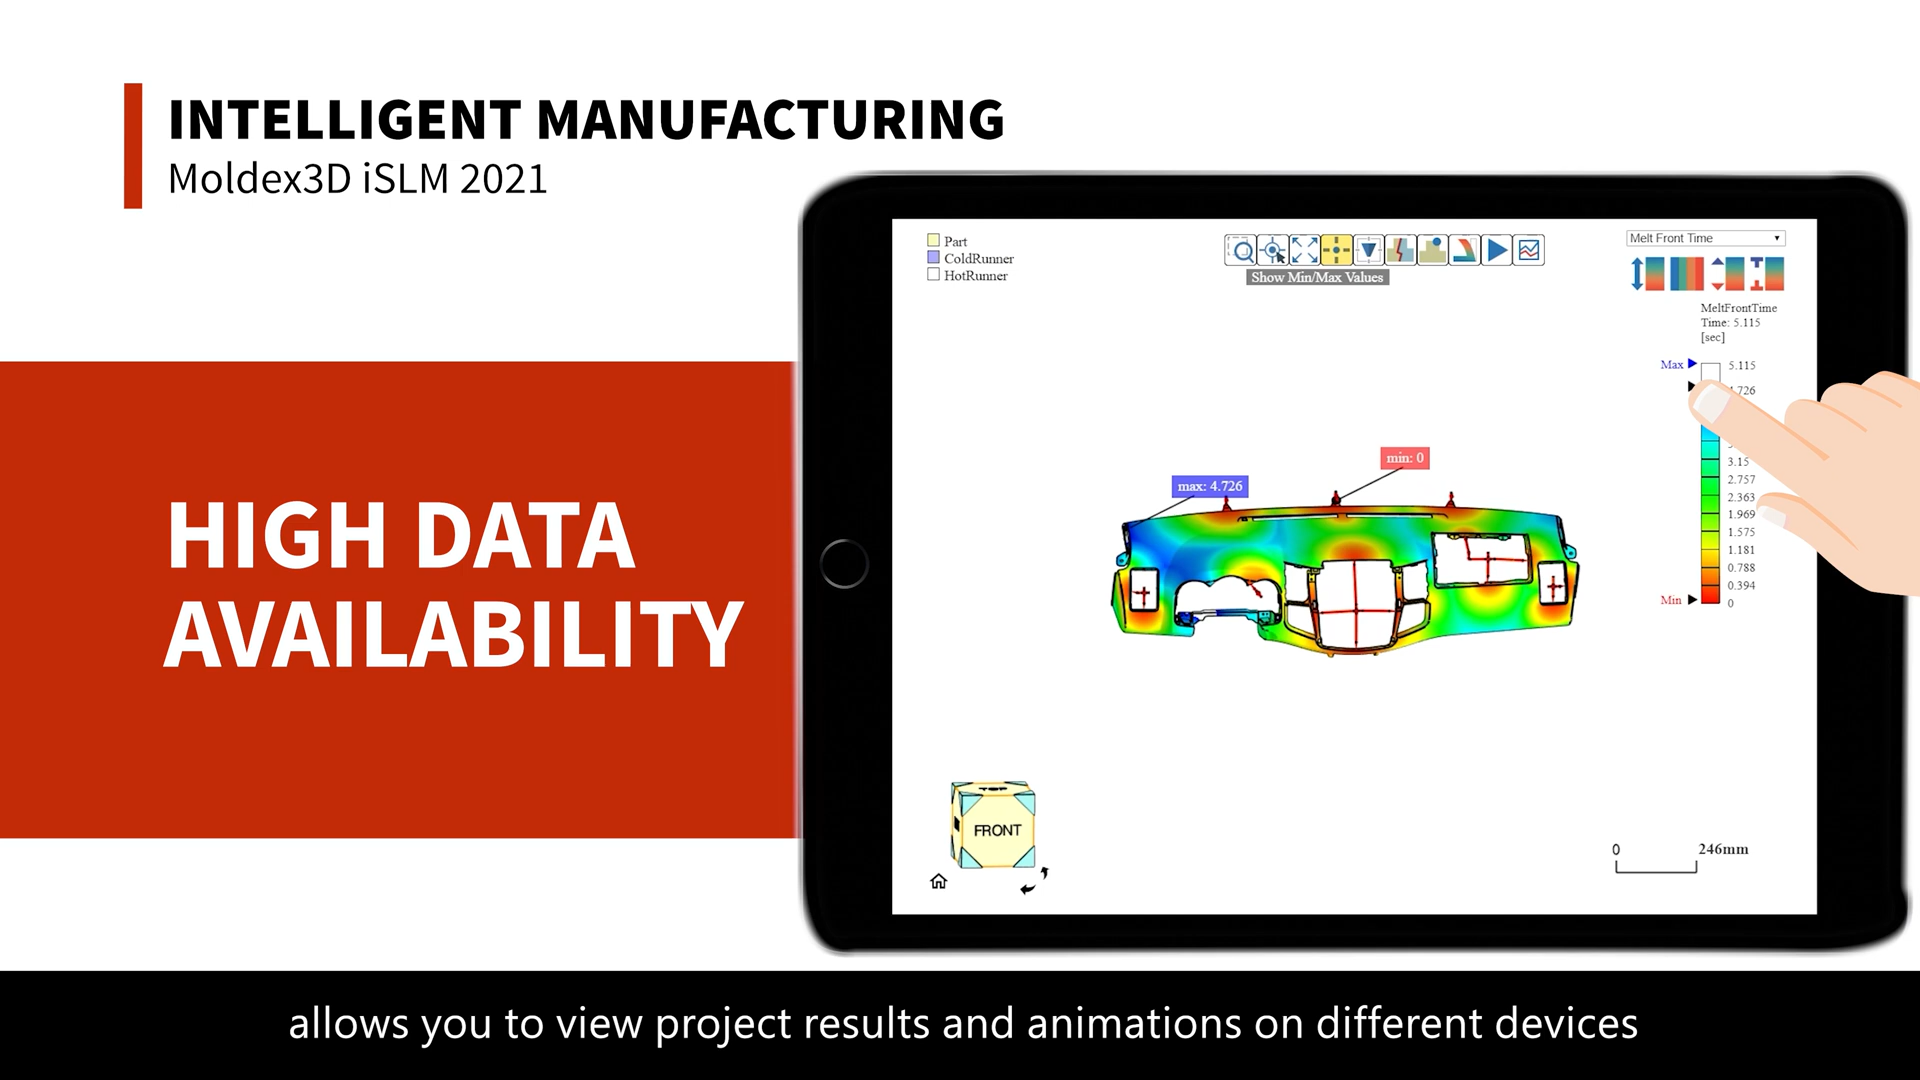 INTELLIGENT MANUFACTURING
Moldex3D iSLM 2021
HIGH DATA
AVAILABILITY
Part
ColdRunner
HotRunner
Show Min/Max Values
Melt Front Time
MeltFrontTime
Time: 5.115
[sec]
Max
5.115
3.15
2.757
2.363
1.969
1.575
1.181
0.788
0.394
Min
0
min: 0
max: 4.726
TOP
FRONT
0
246mm
allows you to view project results and animations on different devices